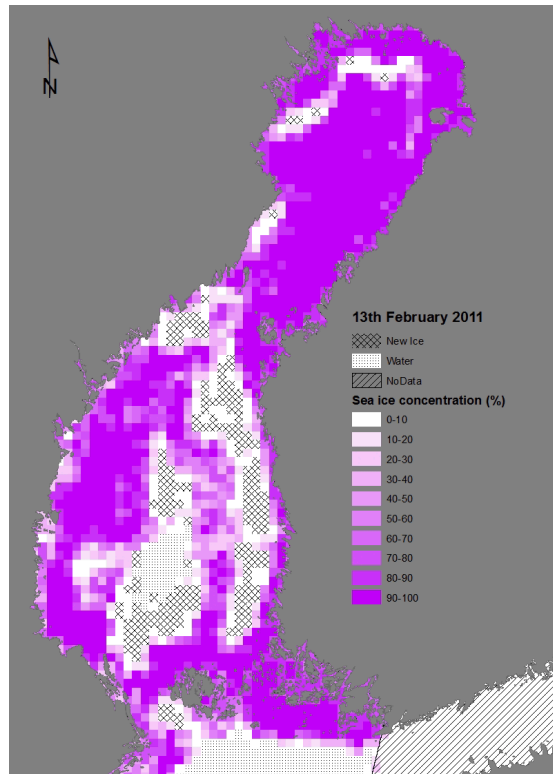 N
13th February 2011
New Ice
Water
NoData
Sea ice concentration (%)
0-10
10-20
20-30
30-40
40-50
50-60
60-70
70-80
80-90
90-100